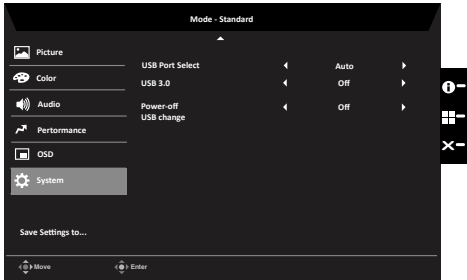 Mode - Standard
Picture
Color
Audio
Pertormance
OSD
System
USB Port Select Auto
USB 3.0 Off
Power-off Off
USB change
Save Settings to...
Move Enter